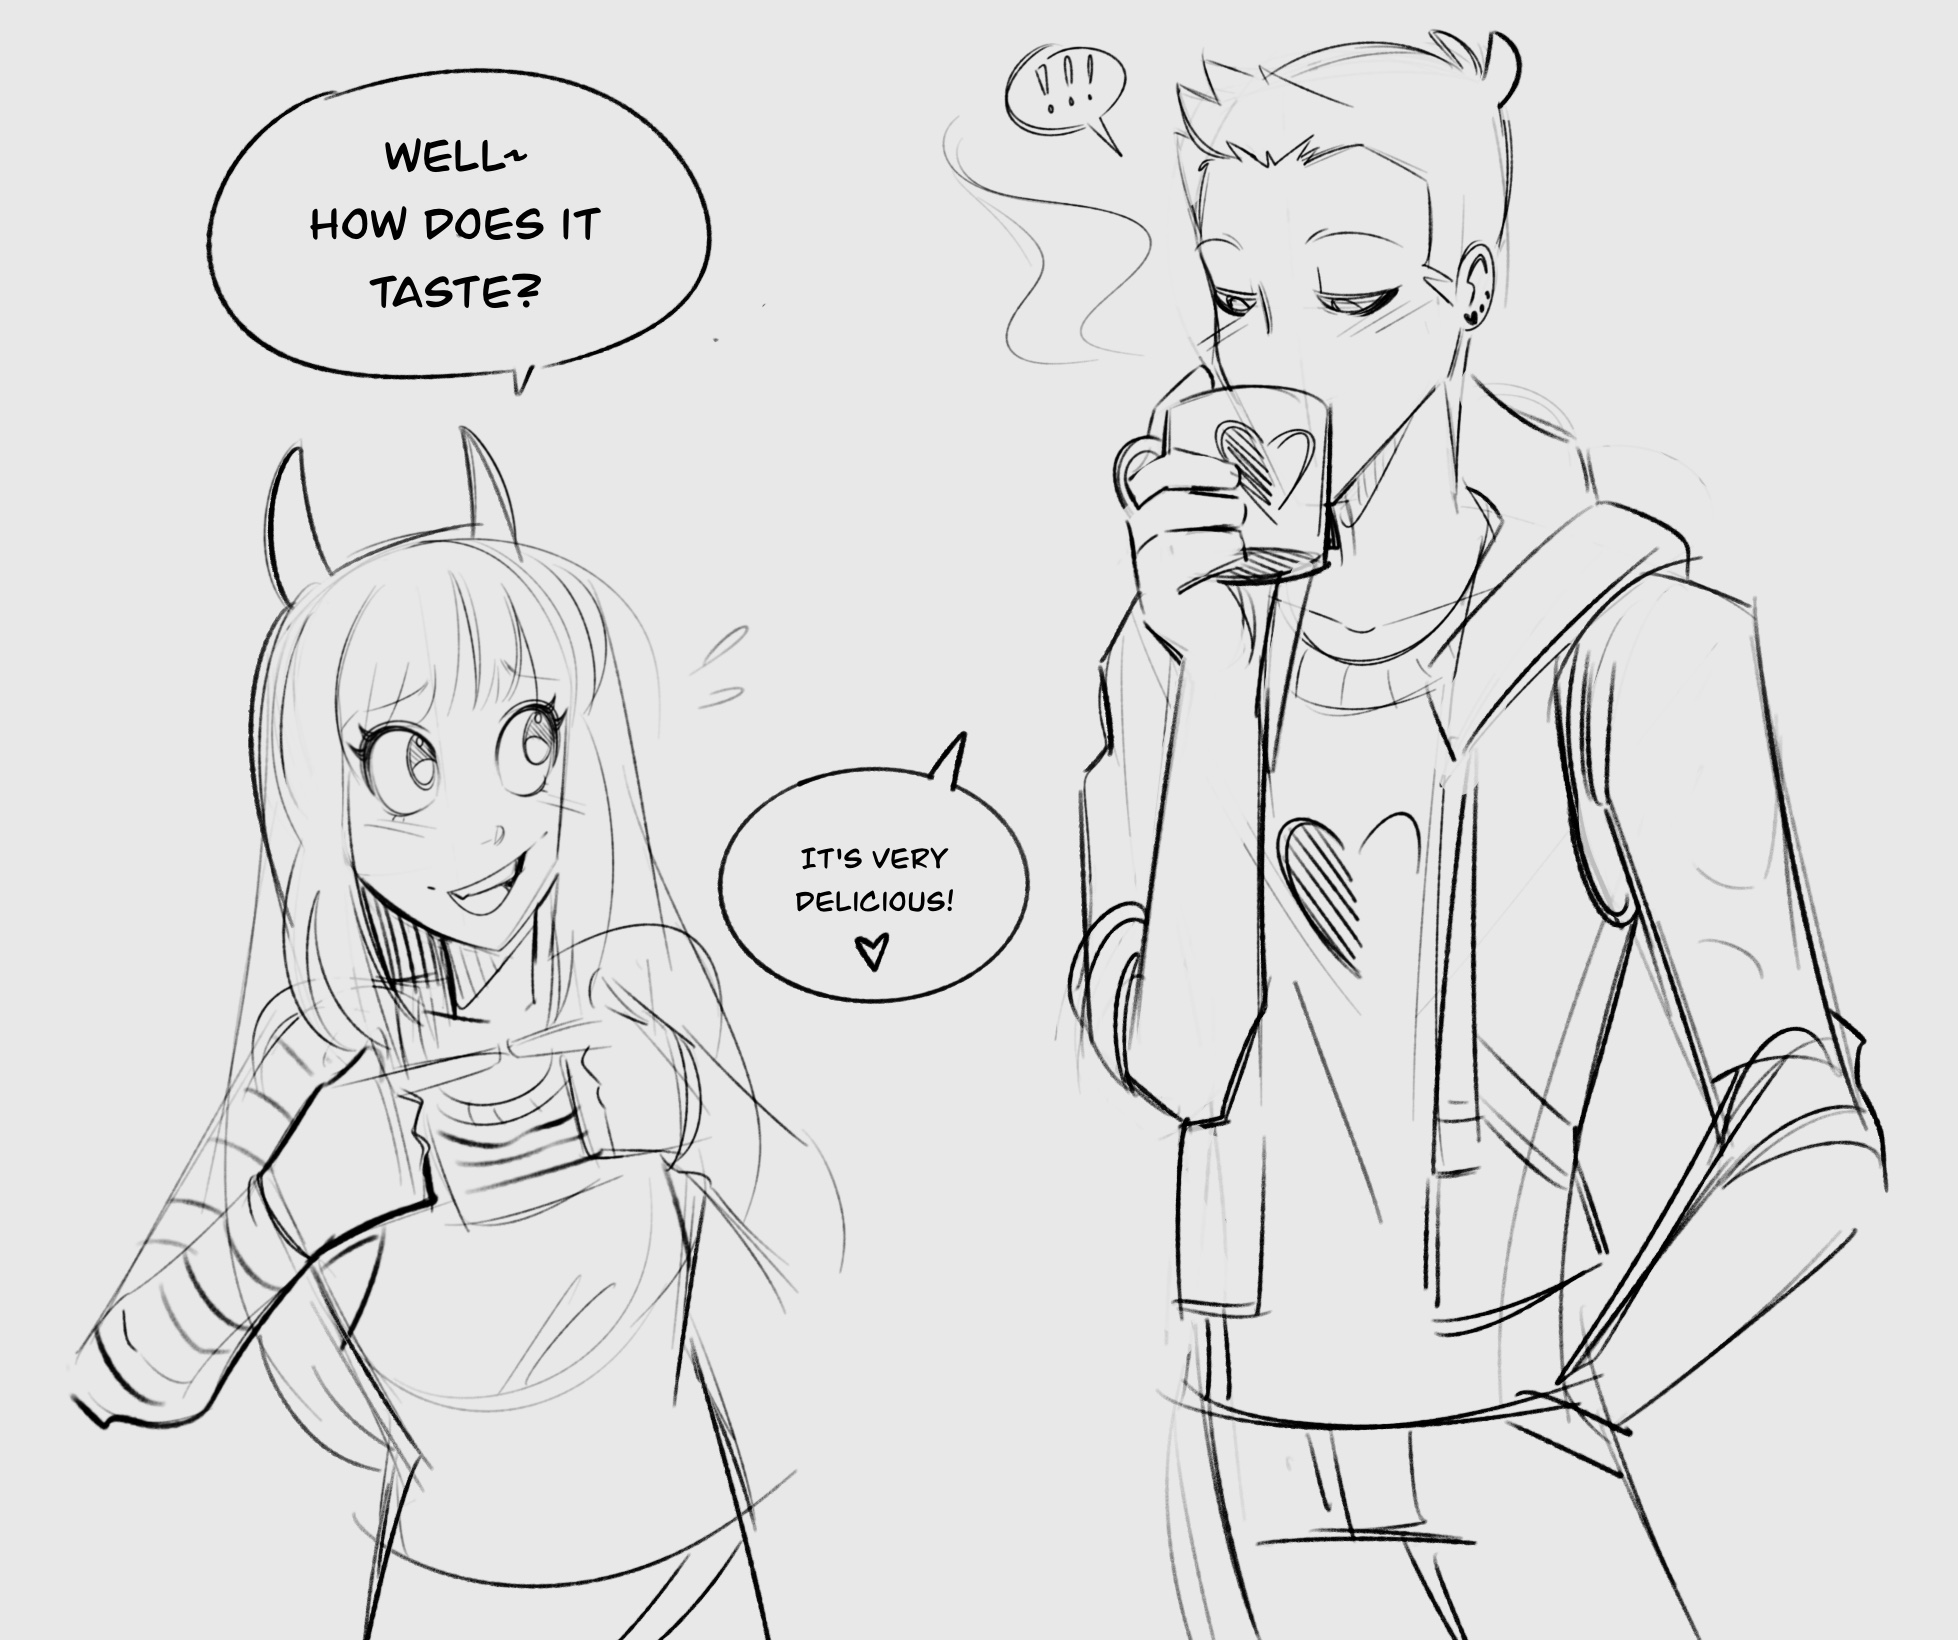 !!!
WELL~
HOW DOES IT
TASTE?
IT'S VERY
DELICIOUS!
♥